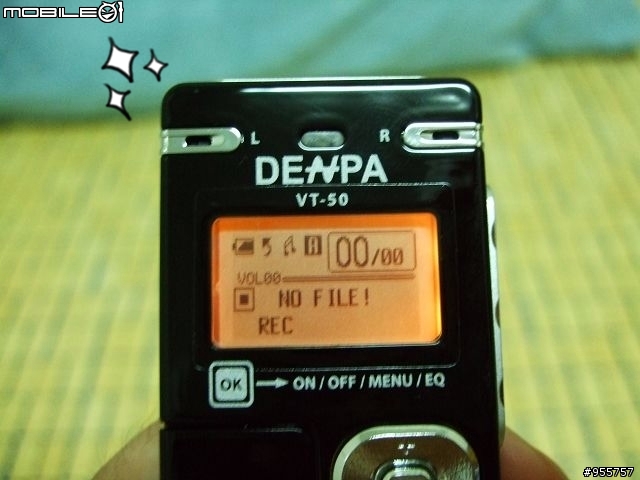 MOBILE01
L R
DENPA
VT-50
A 00/00
VOL00
NO FILE!
REC
OK → ON / OFF / MENU / EQ
#955757